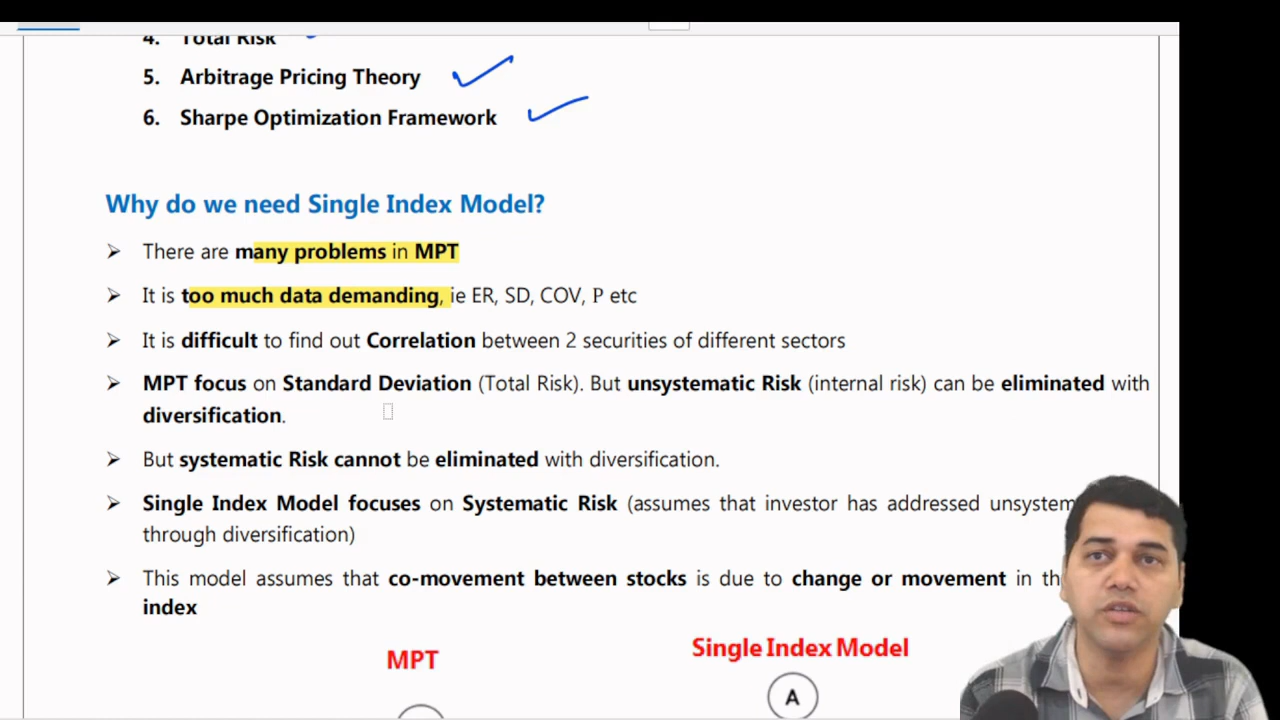 4. Total Risk
5. Arbitrage Pricing Theory
6. Sharpe Optimization Framework
Why do we need Single Index Model?
➢ There are many problems in MPT
➢ It is too much data demanding, ie ER, SD, COV, P etc
➢ It is difficult to find out Correlation between 2 securities of different sectors
➢ MPT focus on Standard Deviation (Total Risk). But unsystematic Risk (internal risk) can be eliminated with
diversification.
➢ But systematic Risk cannot be eliminated with diversification.
➢ Single Index Model focuses on Systematic Risk (assumes that investor has addressed
through diversification)
➢ This model assumes that co-movement between stocks is due to change or movement in
index
MPT
Single Index Model
A